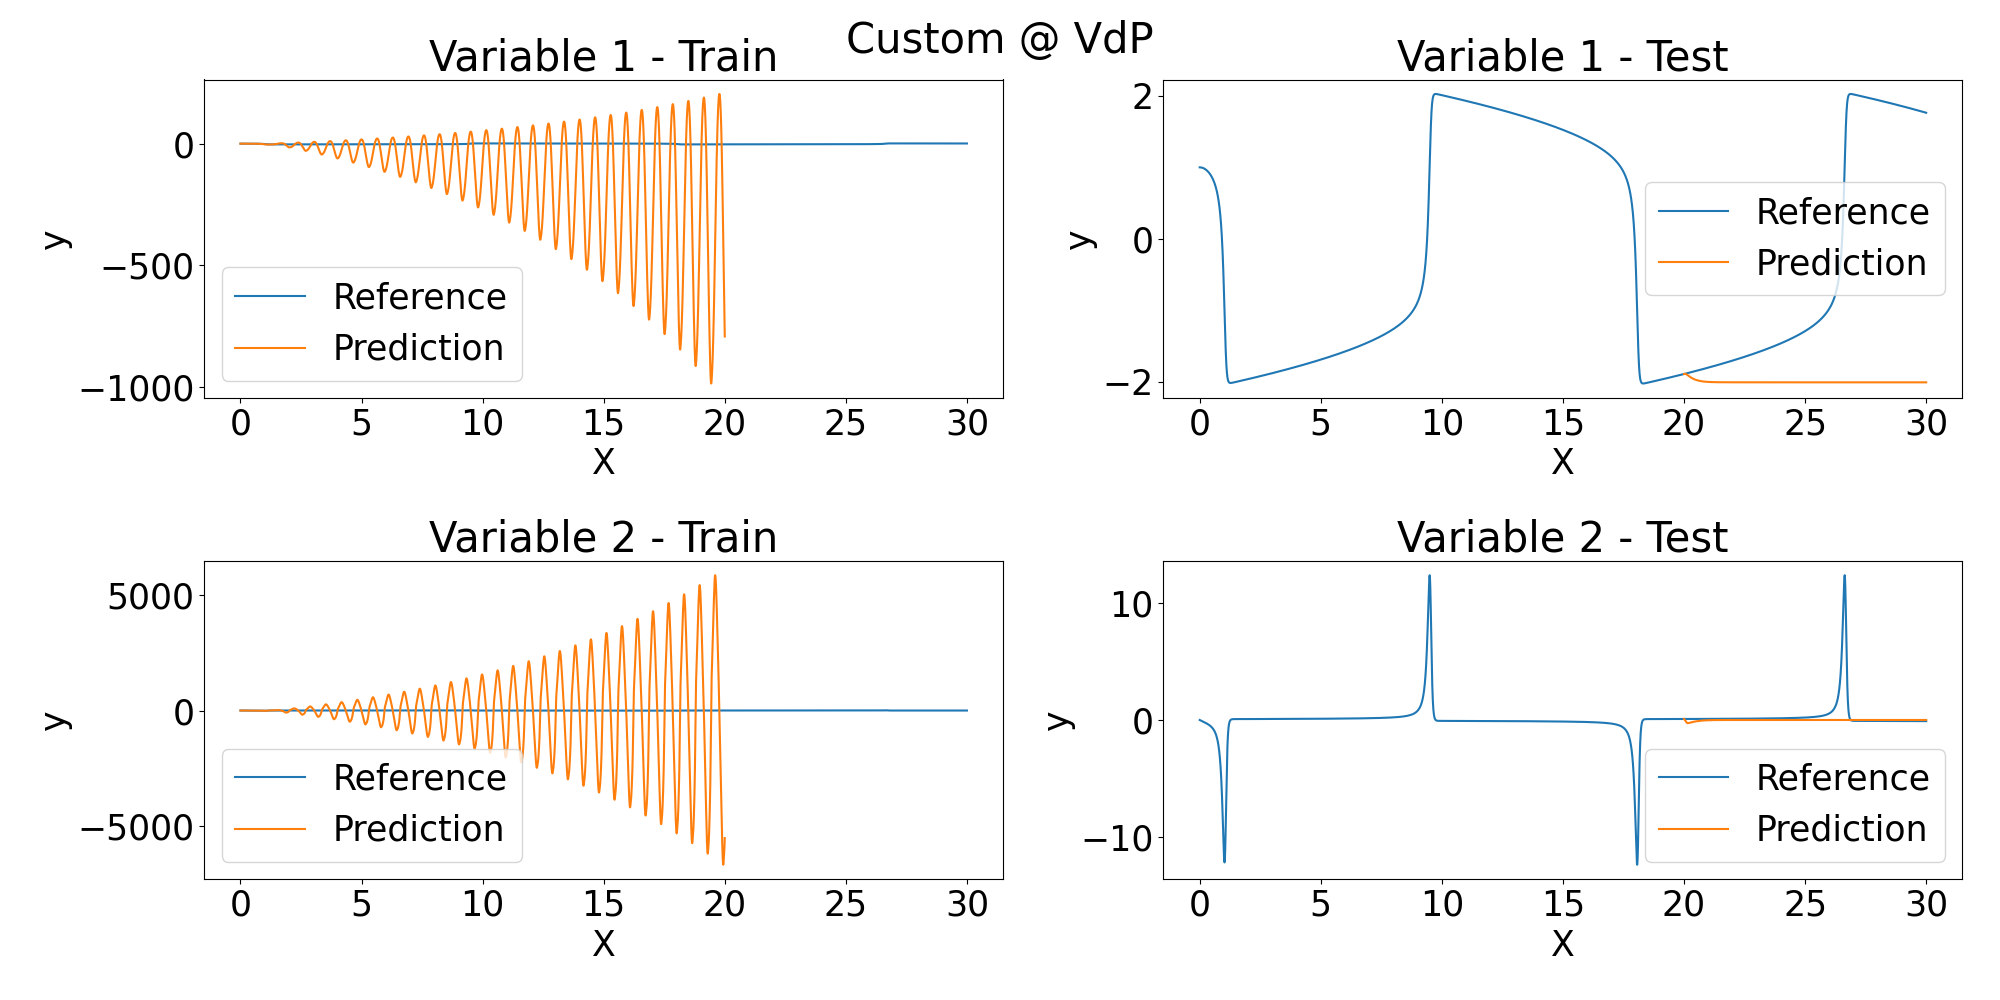 Custom @ VdP
Variable 1 - Train
0
−500
−1000
y
Reference
Prediction
0 5 10 15 20 25 30
X
Variable 1 - Test
2
0
−2
y
Reference
Prediction
0 5 10 15 20 25 30
X
Variable 2 - Train
5000
0
−5000
y
Reference
Prediction
0 5 10 15 20 25 30
X
Variable 2 - Test
10
0
−10
y
Reference
Prediction
0 5 10 15 20 25 30
X